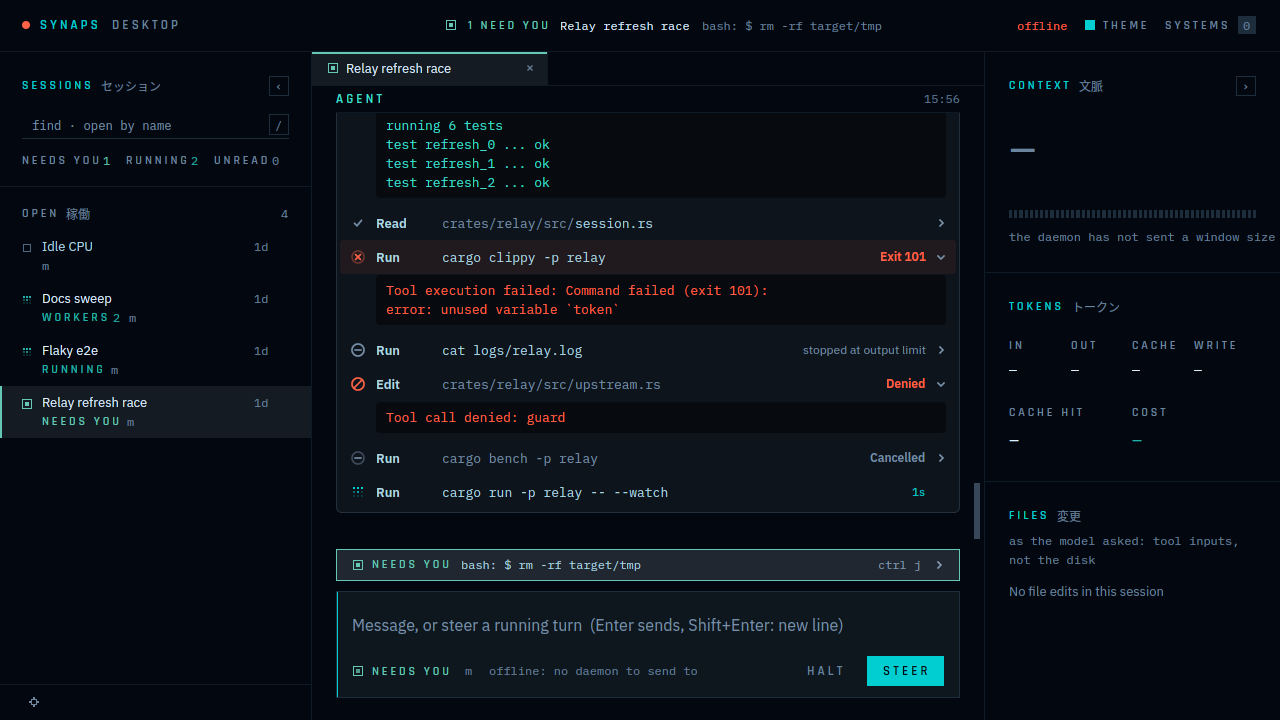 SYNAPS DESKTOP
1 NEED YOU Relay refresh race bash: $ rm -rf target/tmp
offline THEME SYSTEMS 0
SESSIONS セッション ‹
find · open by name /
NEEDS YOU 1 RUNNING 2 UNREAD 0
OPEN 稼働 4
Idle CPU 1d
m
Docs sweep 1d
WORKERS 2 m
Flaky e2e 1d
RUNNING m
Relay refresh race 1d
NEEDS YOU m
Relay refresh race ×
AGENT 15:56
running 6 tests
test refresh_0 ... ok
test refresh_1 ... ok
test refresh_2 ... ok
Read crates/relay/src/session.rs
Run cargo clippy -p relay Exit 101
Tool execution failed: Command failed (exit 101):
error: unused variable `token`
Run cat logs/relay.log stopped at output limit
Edit crates/relay/src/upstream.rs Denied
Tool call denied: guard
Run cargo bench -p relay Cancelled
Run cargo run -p relay -- --watch 1s
NEEDS YOU bash: $ rm -rf target/tmp ctrl j
Message, or steer a running turn (Enter sends, Shift+Enter: new line)
NEEDS YOU m offline: no daemon to send to HALT STEER
CONTEXT 文脈 ›
—
the daemon has not sent a window size
TOKENS トークン
IN OUT CACHE WRITE
— — — —
CACHE HIT COST
— —
FILES 変更
as the model asked: tool inputs,
not the disk
No file edits in this session